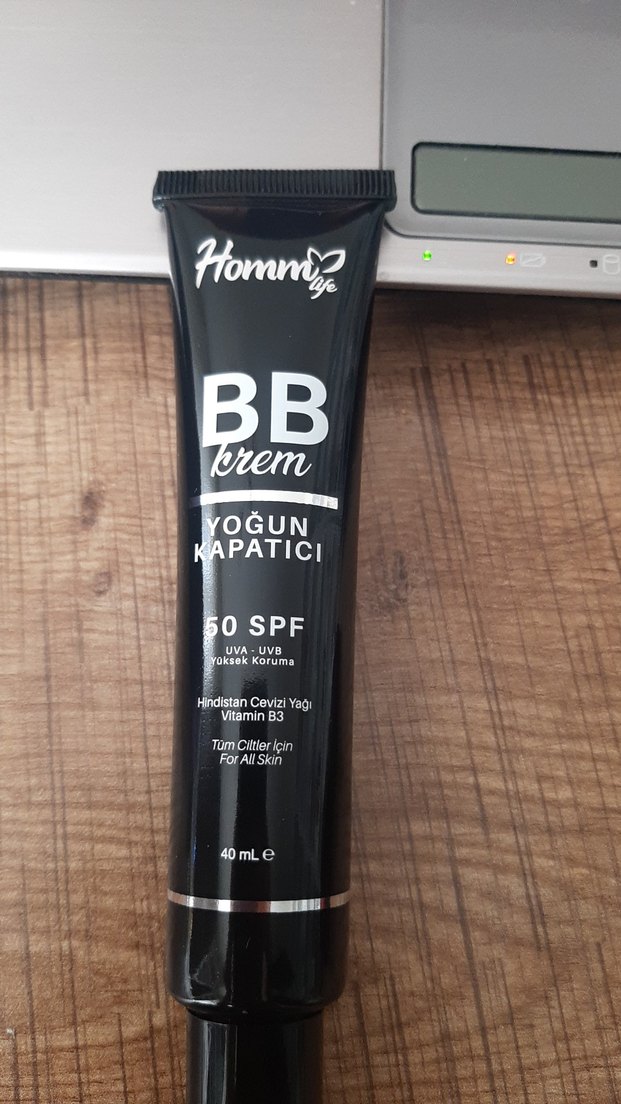 Homm
life
BB
krem
YOĞUN
KAPATICI
50 SPF
UVA - UVB
Yüksek Koruma
Hindistan Cevizi Yağı
Vitamin B3
Tüm Ciltler İçin
For All Skin
40 mL ℮